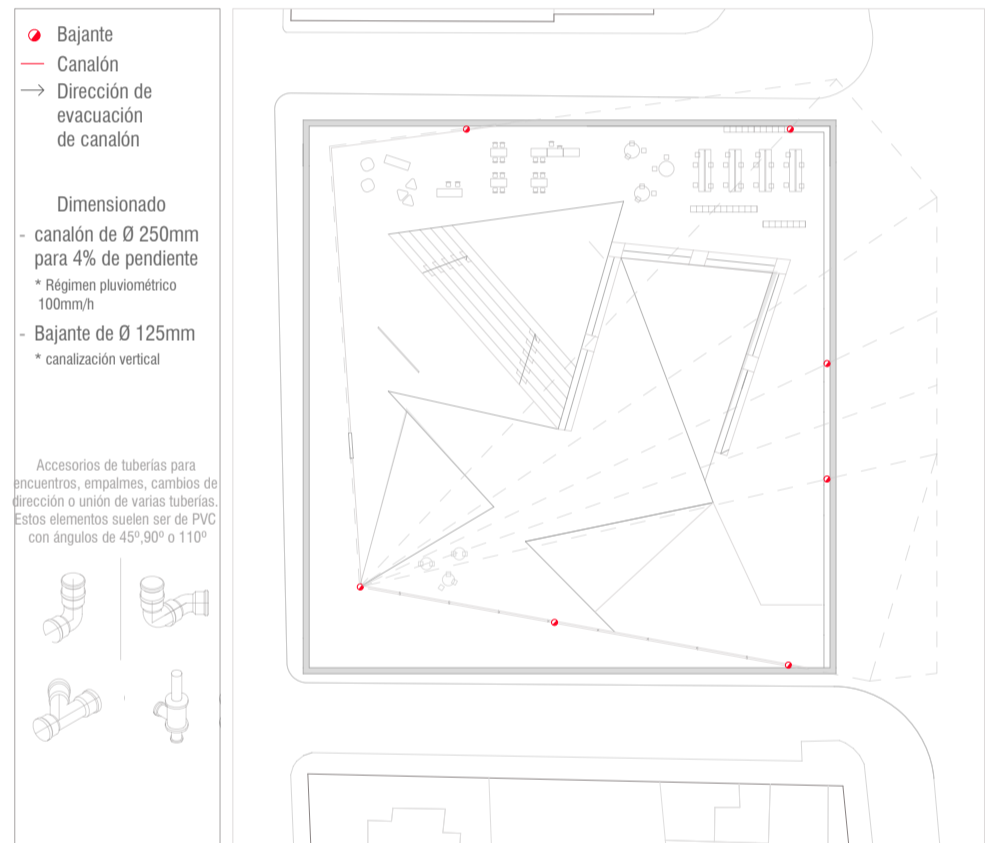 Bajante
Canalón
Dirección de
evacuación
de canalón
Dimensionado
- canalón de Ø 250mm
para 4% de pendiente
* Régimen pluviométrico
100mm/h
- Bajante de Ø 125mm
* canalización vertical
Accesorios de tuberías para
encuentros, empalmes, cambios de
dirección o unión de varias tuberías.
Estos elementos suelen ser de PVC
con ángulos de 45º,90º o 110º